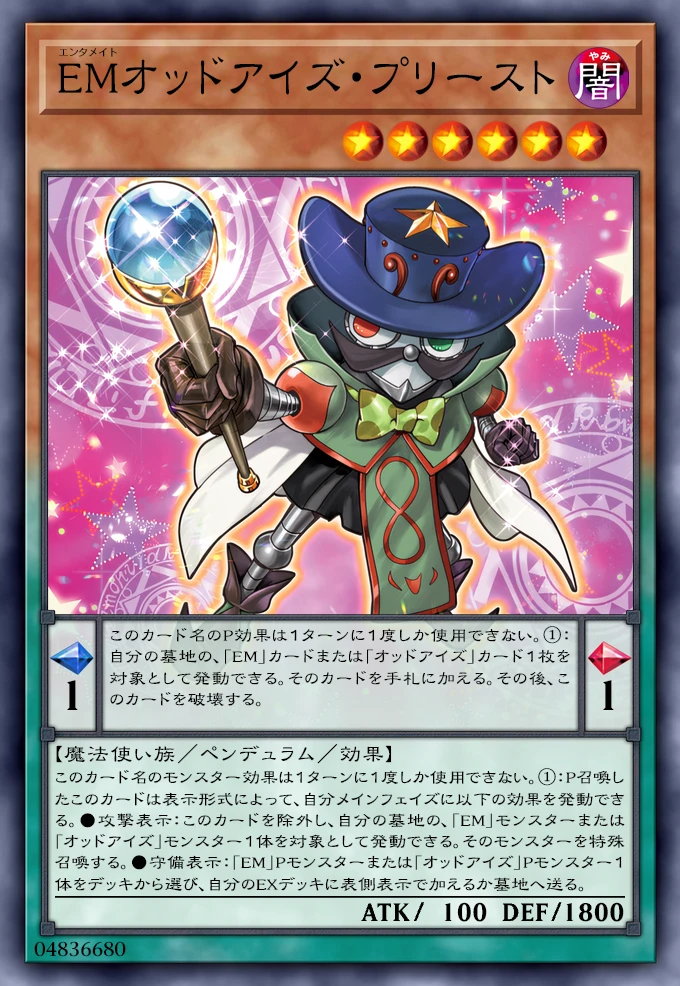 エンタメイト
EMオッドアイズ・プリースト
やみ
闇
このカード名のP効果は1ターンに1度しか使用できない。①：
自分の墓地の、「EM」カードまたは「オッドアイズ」カード1枚を
対象として発動できる。そのカードを手札に加える。その後、こ
のカードを破壊する。
1
1
【魔法使い族／ペンデュラム／効果】
このカード名のモンスター効果は1ターンに1度しか使用できない。①：P召喚し
たこのカードは表示形式によって、自分メインフェイズに以下の効果を発動でき
る。●攻撃表示：このカードを除外し、自分の墓地の、「EM」モンスターまたは
「オッドアイズ」モンスター1体を対象として発動できる。そのモンスターを特殊
召喚する。●守備表示：「EM」Pモンスターまたは「オッドアイズ」Pモンスター1
体をデッキから選び、自分のEXデッキに表側表示で加えるか墓地へ送る。
ATK/ 100 DEF/1800
04836680